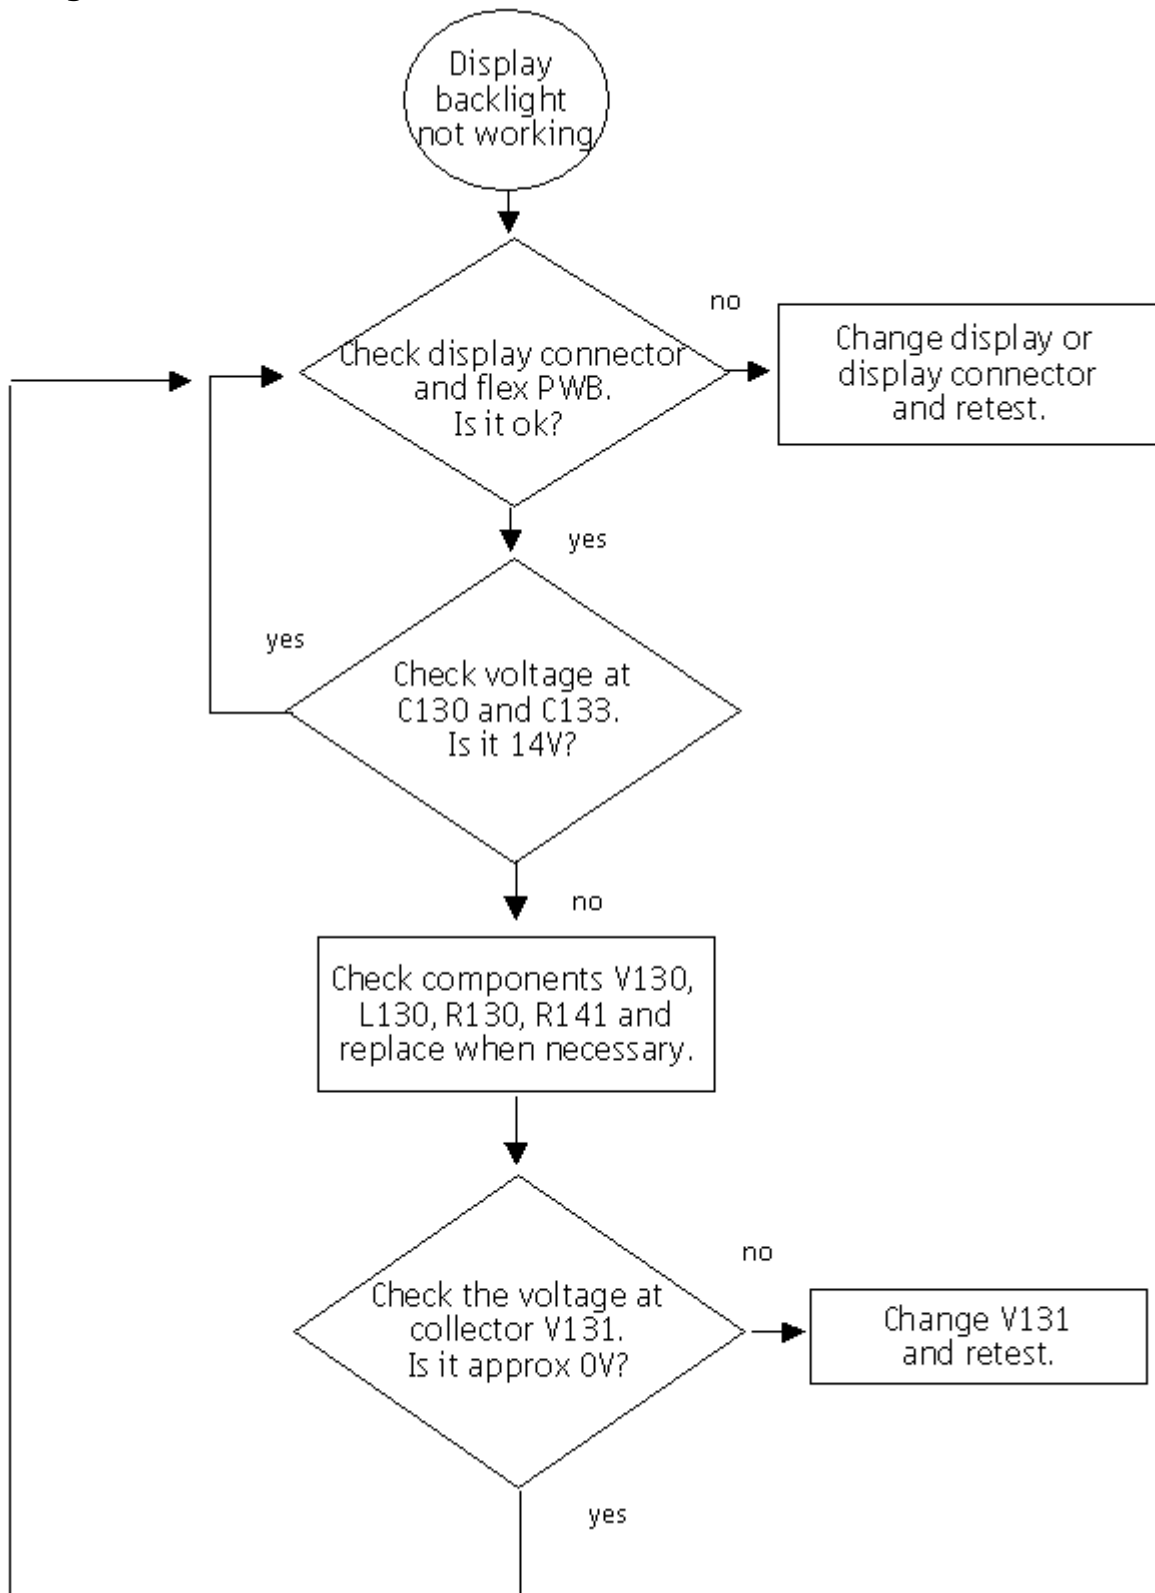 Display
backlight
not working
no
Check display connector
and flex PWB.
Is it ok?
Change display or
display connector
and retest.
yes
yes
Check voltage at
C130 and C133.
Is it 14V?
no
Check components V130,
L130, R130, R141 and
replace when necessary.
no
Check the voltage at
collector V131.
Is it approx 0V?
Change V131
and retest.
yes